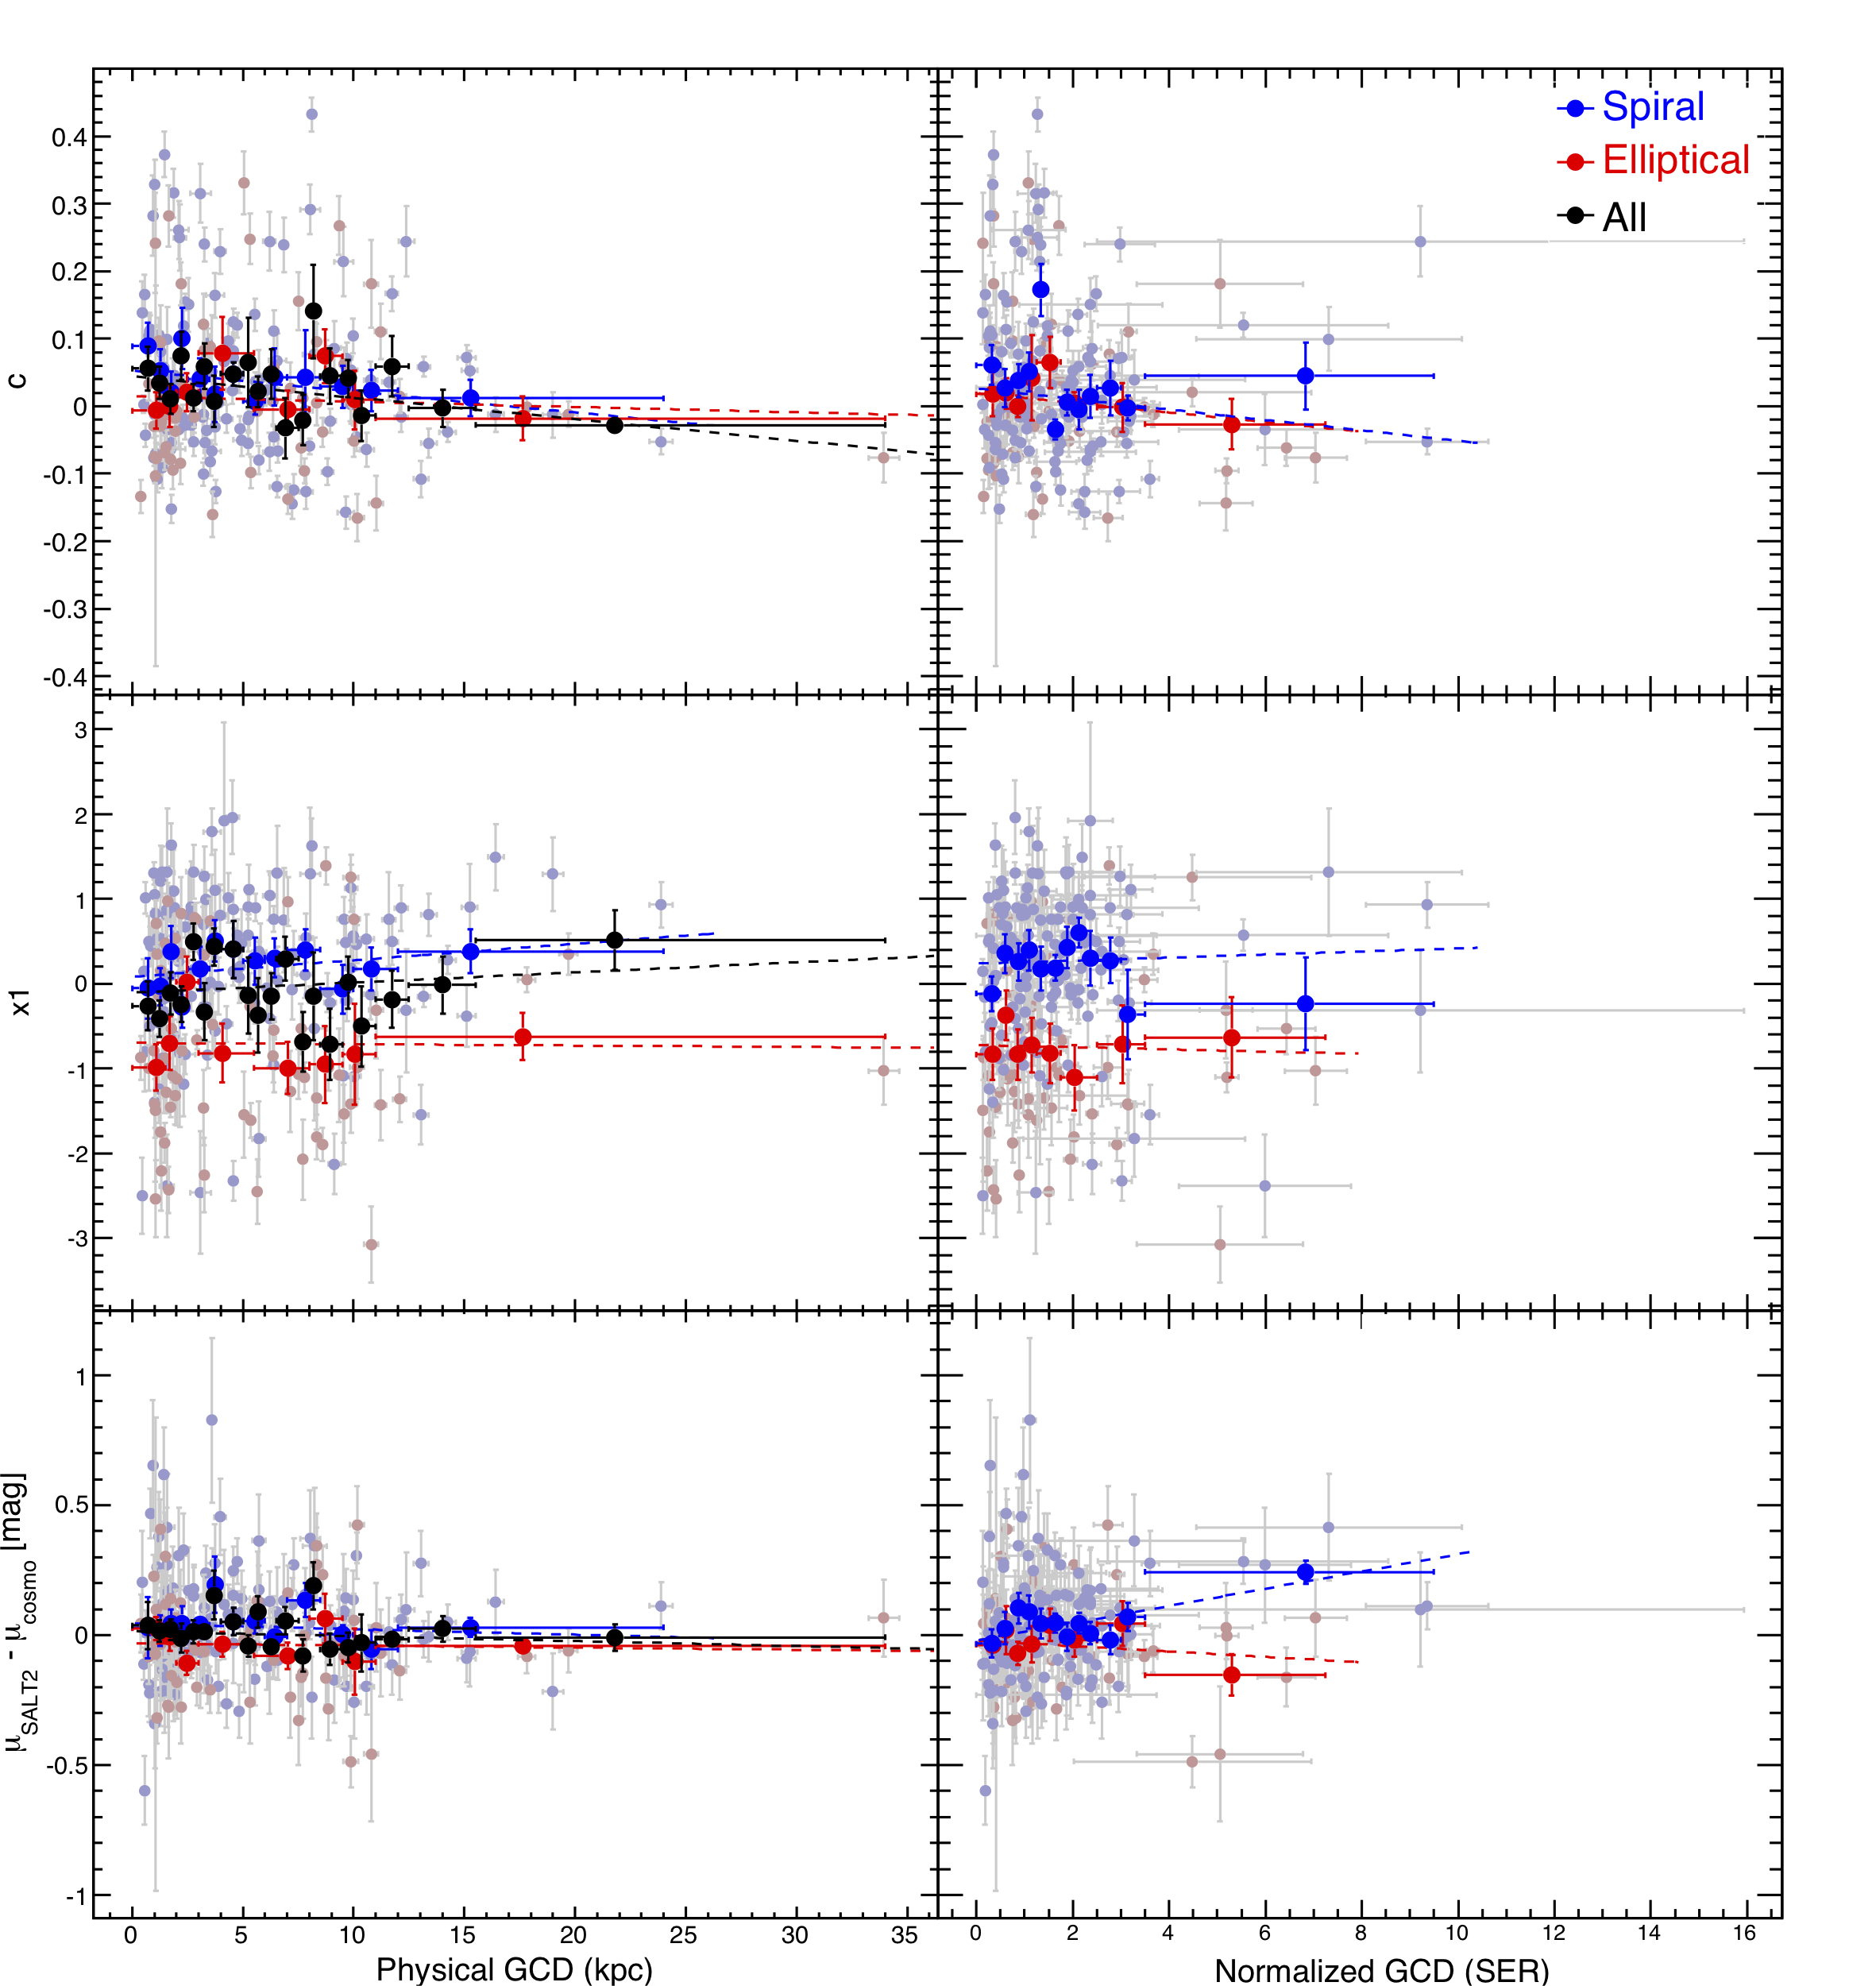 Spiral
Elliptical
All
0.4
0.3
0.2
0.1
0
-0.1
-0.2
-0.3
-0.4
c
3
2
1
0
-1
-2
-3
x1
1
0.5
0
-0.5
-1
μSALT2 - μcosmo [mag]
0 5 10 15 20 25 30 35
Physical GCD (kpc)
0 2 4 6 8 10 12 14 16
Normalized GCD (SER)